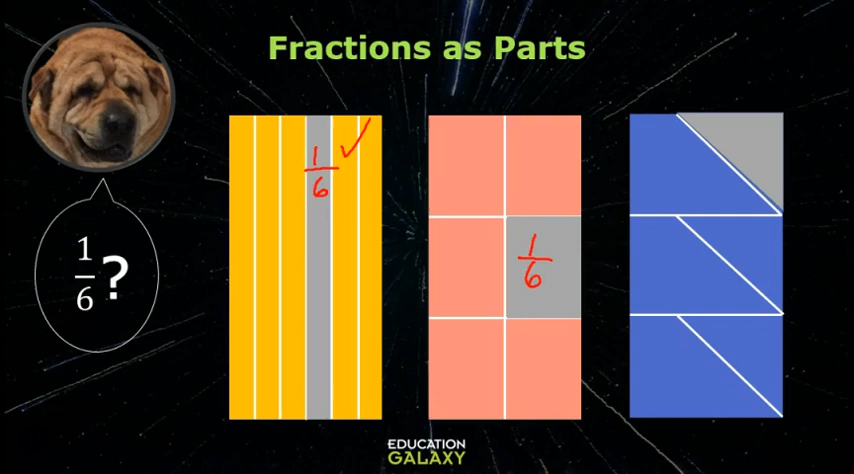 Fractions as Parts
1/6 ?
1/6 ✓
1/6
EDUCATION
GALAXY